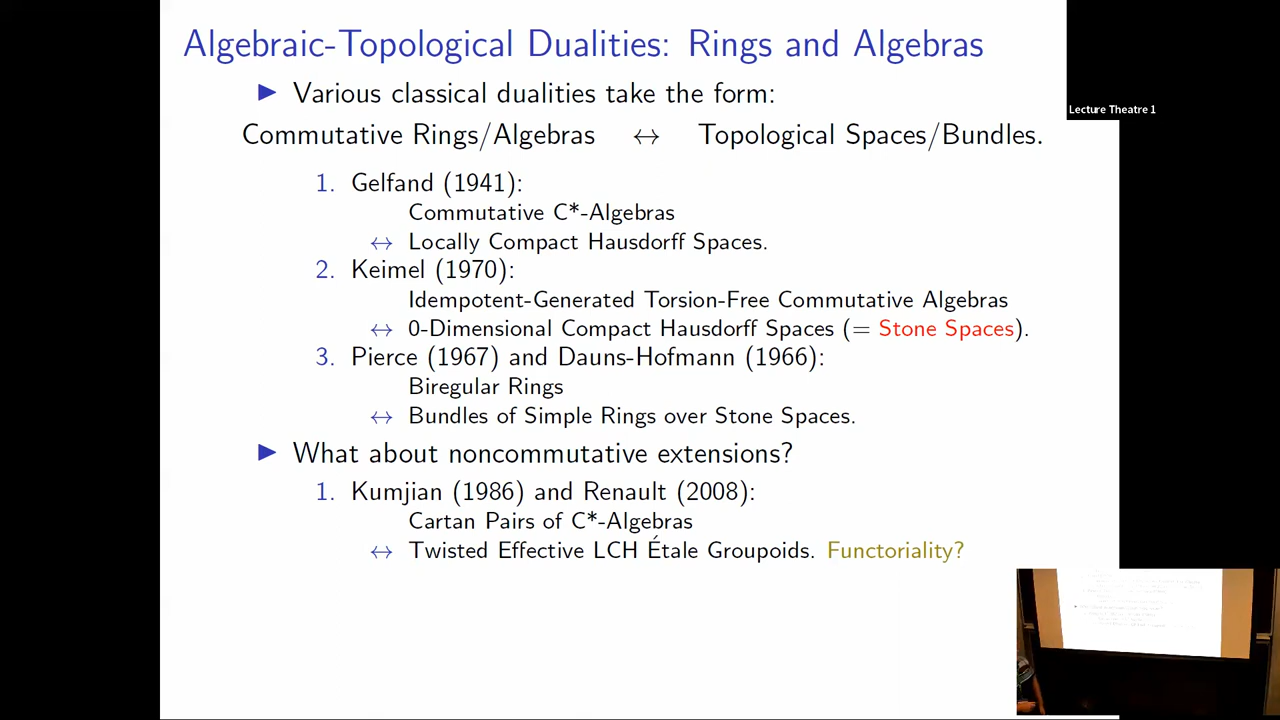 Algebraic-Topological Dualities: Rings and Algebras
▶ Various classical dualities take the form:
Commutative Rings/Algebras ↔ Topological Spaces/Bundles.
1. Gelfand (1941):
Commutative C*-Algebras
↔ Locally Compact Hausdorff Spaces.
2. Keimel (1970):
Idempotent-Generated Torsion-Free Commutative Algebras
↔ 0-Dimensional Compact Hausdorff Spaces (= Stone Spaces).
3. Pierce (1967) and Dauns-Hofmann (1966):
Biregular Rings
↔ Bundles of Simple Rings over Stone Spaces.
▶ What about noncommutative extensions?
1. Kumjian (1986) and Renault (2008):
Cartan Pairs of C*-Algebras
↔ Twisted Effective LCH Étale Groupoids. Functoriality?
Lecture Theatre 1